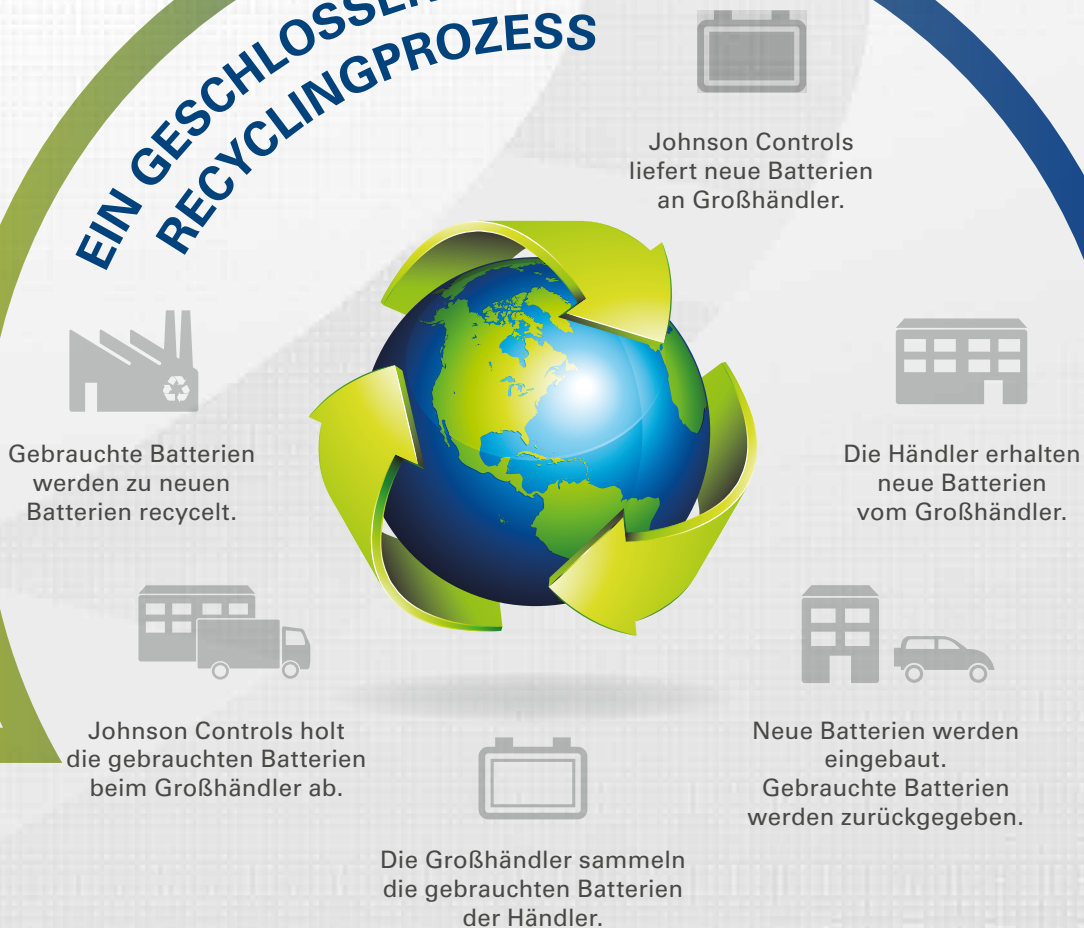 EIN GESCHLOSSENER
RECYCLINGPROZESS
Johnson Controls
liefert neue Batterien
an Großhändler.
Die Händler erhalten
neue Batterien
vom Großhändler.
Neue Batterien werden
eingebaut.
Gebrauchte Batterien
werden zurückgegeben.
Die Großhändler sammeln
die gebrauchten Batterien
der Händler.
Johnson Controls holt
die gebrauchten Batterien
beim Großhändler ab.
Gebrauchte Batterien
werden zu neuen
Batterien recycelt.